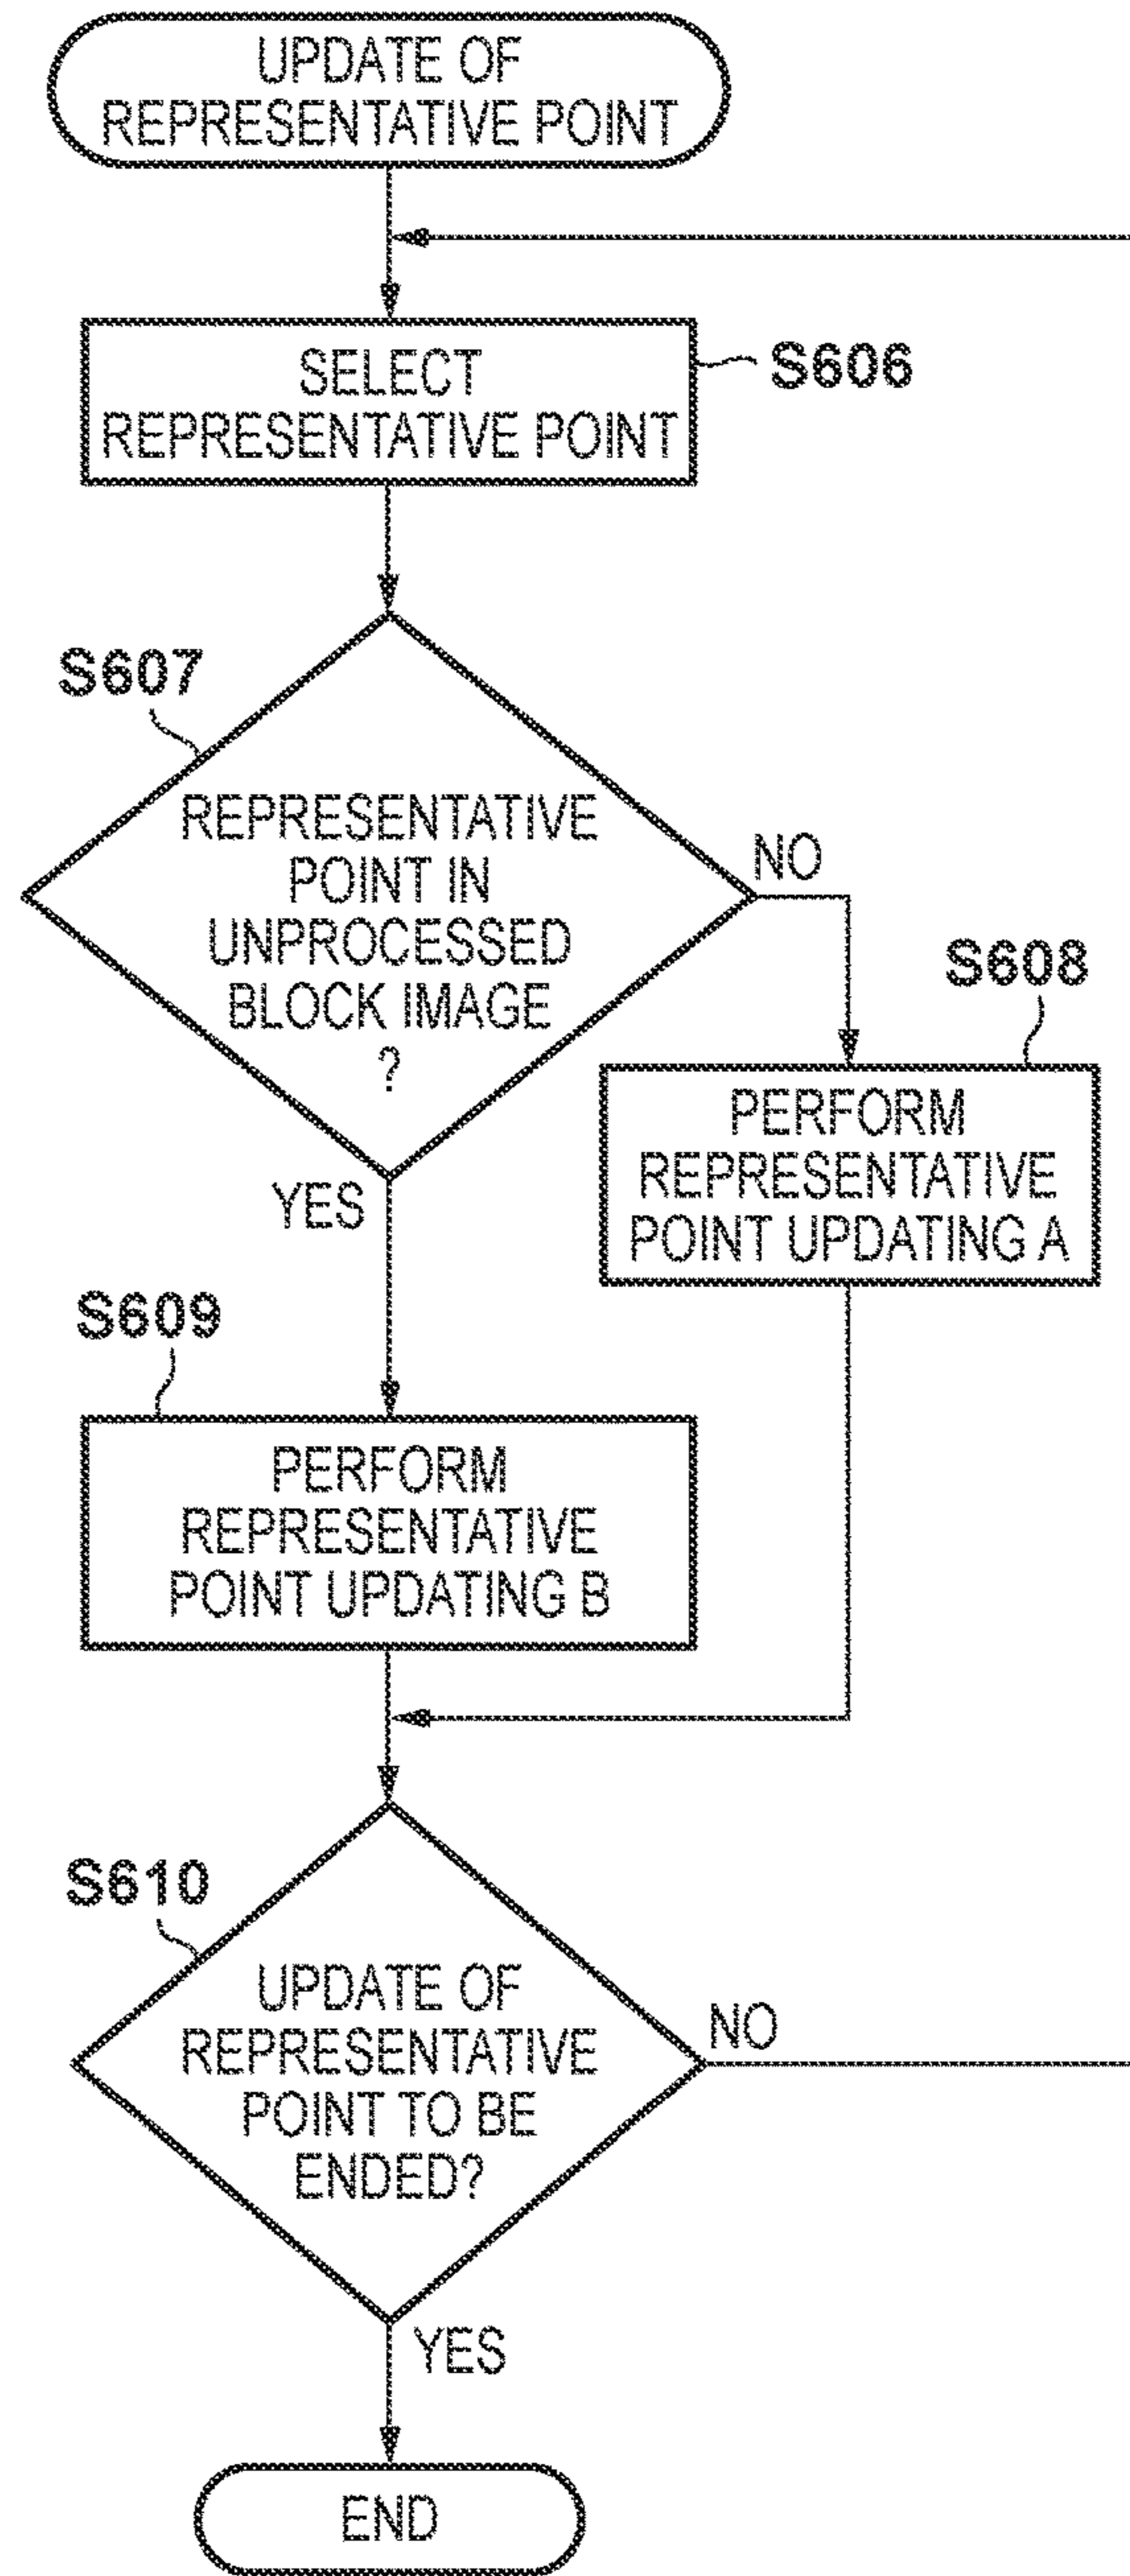 UPDATE OF
REPRESENTATIVE POINT
SELECT
REPRESENTATIVE POINT
S606
S607
REPRESENTATIVE
POINT IN
UNPROCESSED
BLOCK IMAGE
?
NO
S608
PERFORM
REPRESENTATIVE
POINT UPDATING A
YES
S609
PERFORM
REPRESENTATIVE
POINT UPDATING B
S610
UPDATE OF
REPRESENTATIVE
POINT TO BE
ENDED?
NO
YES
END